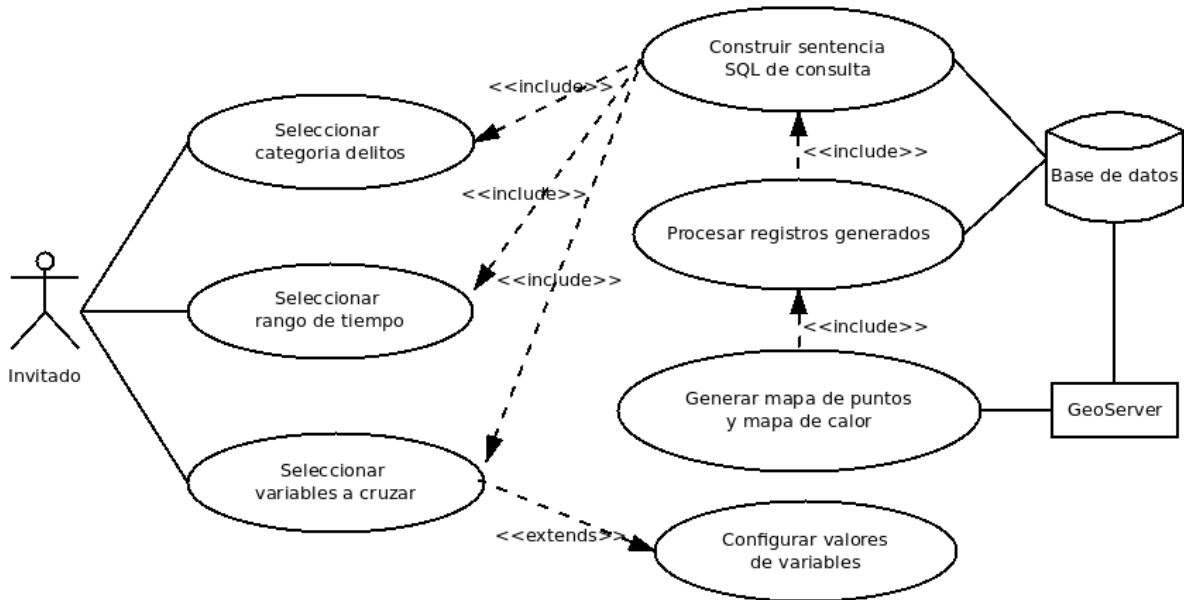 Construir sentencia
SQL de consulta
<<include>>
Seleccionar
categoria delitos
<<include>>
Base de datos
<<include>>
Procesar registros generados
<<include>>
Seleccionar
rango de tiempo
<<include>>
Invitado
Generar mapa de puntos
y mapa de calor
GeoServer
Seleccionar
variables a cruzar
<<extends>>
Configurar valores
de variables